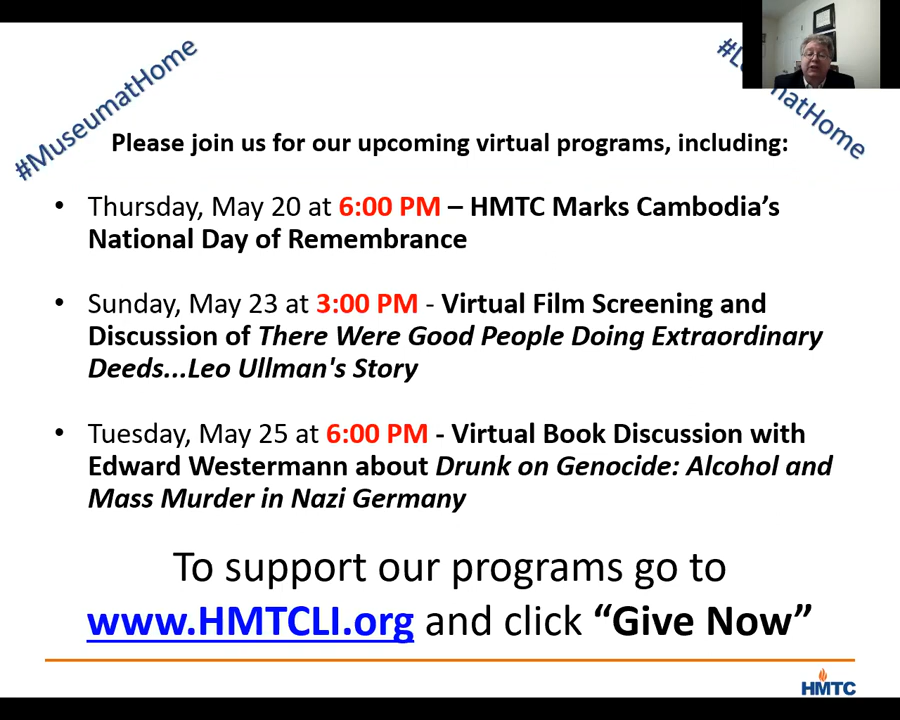 #MuseumatHome
Please join us for our upcoming virtual programs, including:
• Thursday, May 20 at 6:00 PM – HMTC Marks Cambodia’s
National Day of Remembrance
• Sunday, May 23 at 3:00 PM - Virtual Film Screening and
Discussion of There Were Good People Doing Extraordinary
Deeds...Leo Ullman's Story
• Tuesday, May 25 at 6:00 PM - Virtual Book Discussion with
Edward Westermann about Drunk on Genocide: Alcohol and
Mass Murder in Nazi Germany
To support our programs go to
www.HMTCLI.org and click “Give Now”
HMTC